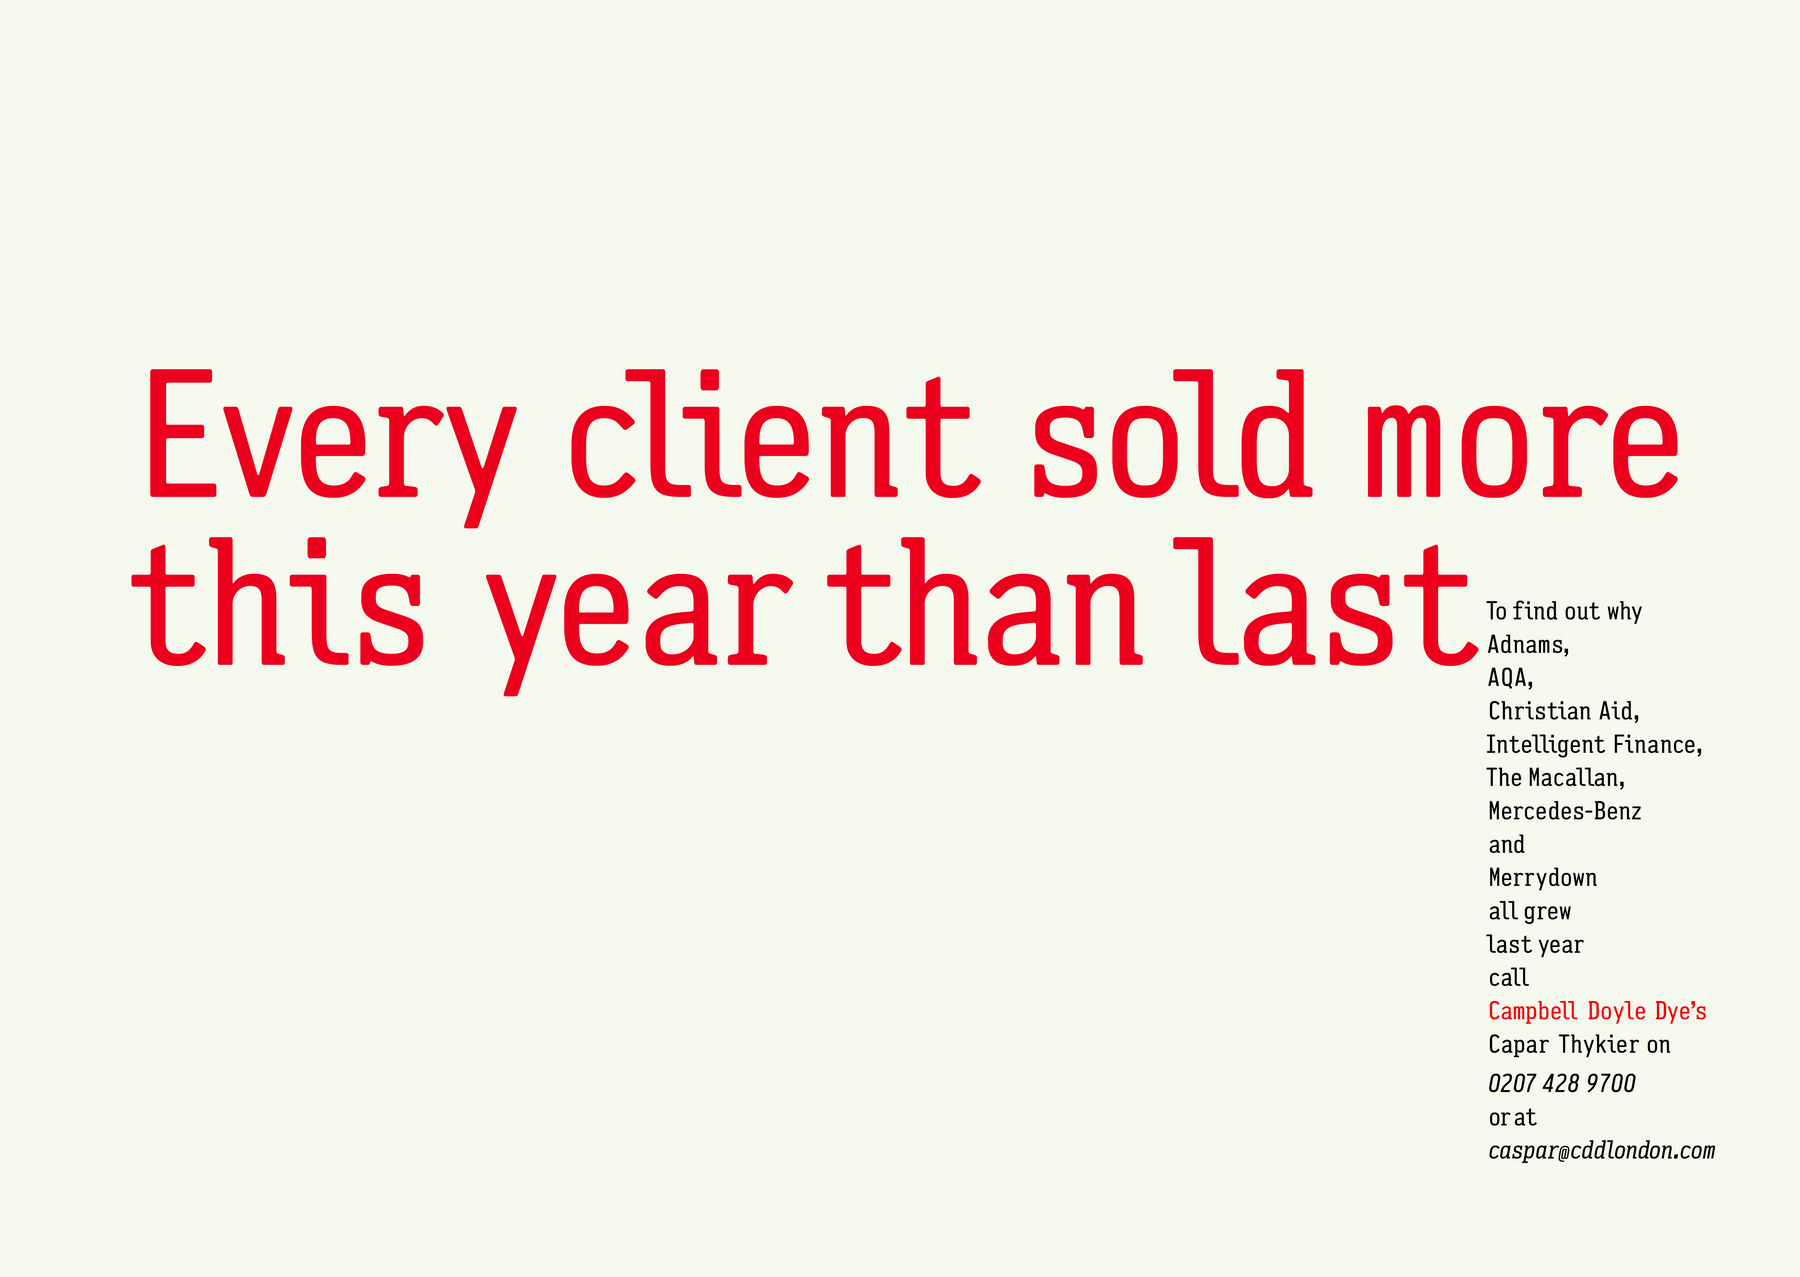 Every client sold more
this year than last
To find out why
Adnams,
AQA,
Christian Aid,
Intelligent Finance,
The Macallan,
Mercedes-Benz
and
Merrydown
all grew
last year
call
Campbell Doyle Dye’s
Capar Thykier on
0207 428 9700
or at
caspar@cddlondon.com